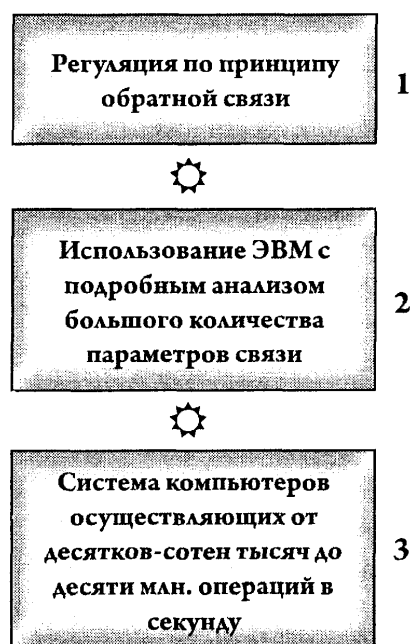 Регуляция по принципу
обратной связи
1
Использование ЭВМ с
подробным анализом
большого количества
параметров связи
2
Система компьютеров
осуществляющих от
десятков-сотен тысяч до
десяти млн. операций в
секунду
3